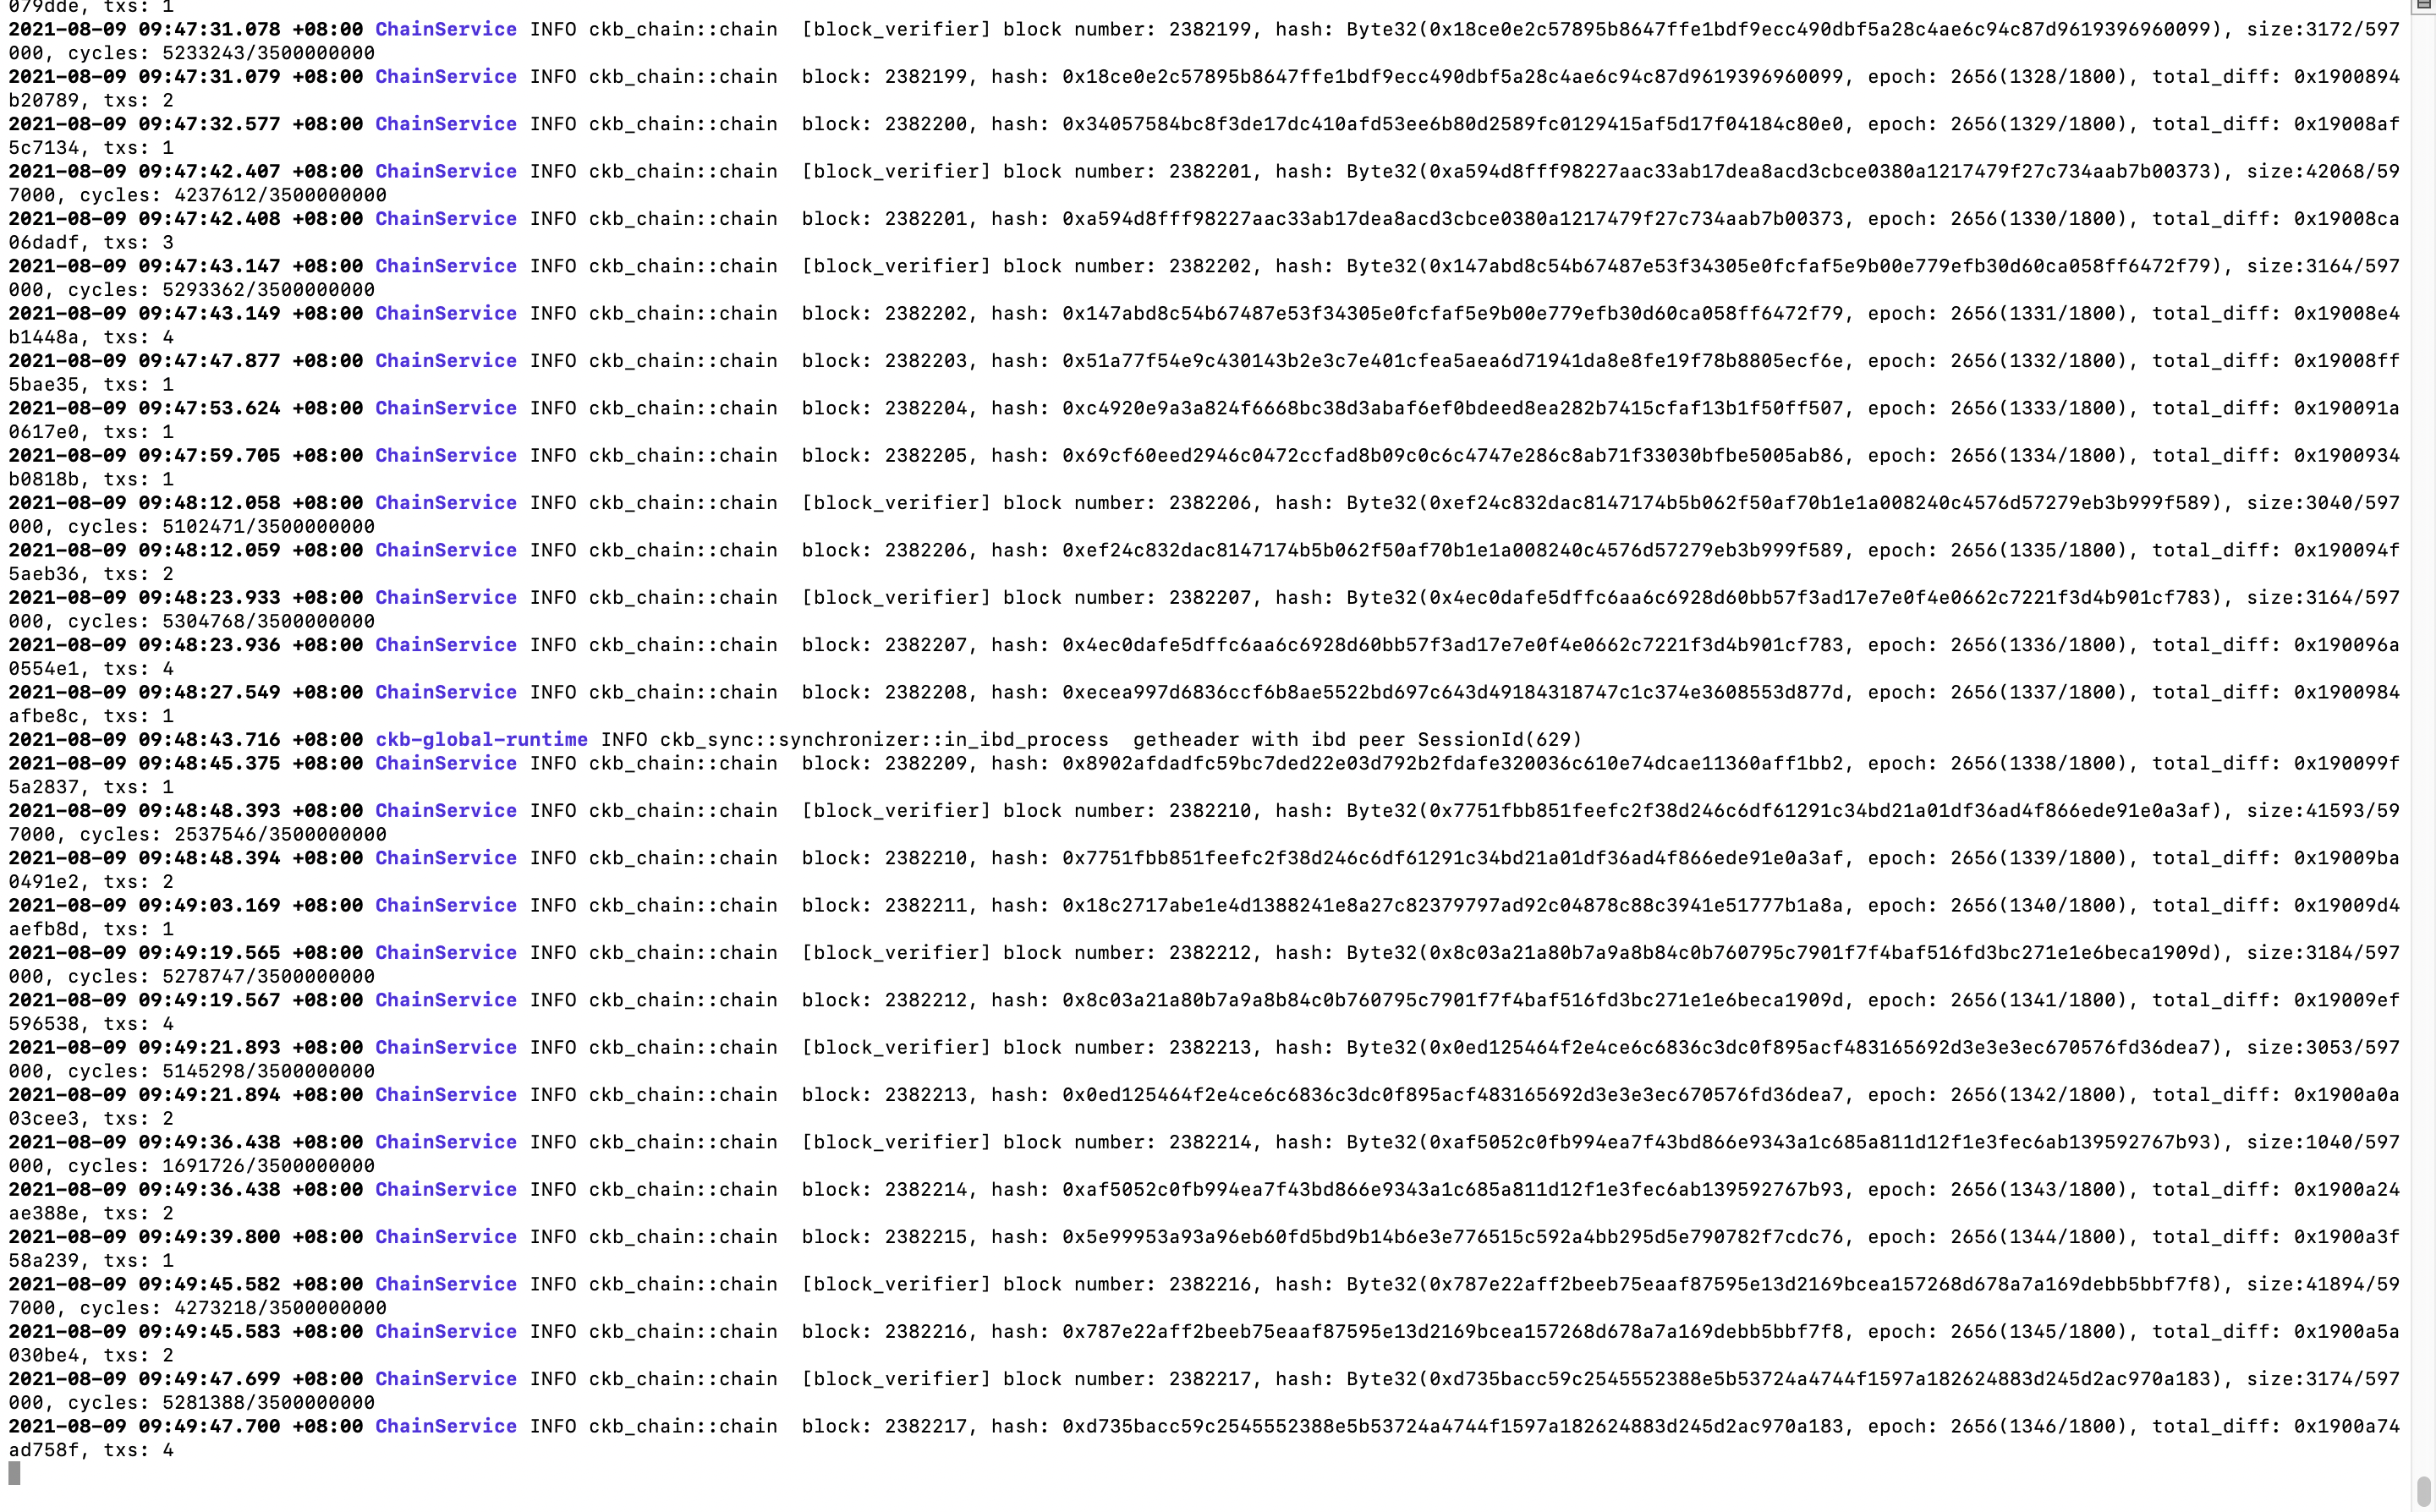 079dde, txs: 1
2021-08-09 09:47:31.078 +08:00 ChainService INFO ckb_chain::chain  [block_verifier] block number: 2382199, hash: Byte32(0x18ce0e2c57895b8647ffe1bdf9ecc490dbf5a28c4ae6c94c87d9619396960099), size:3172/597
000, cycles: 5233243/3500000000
2021-08-09 09:47:31.079 +08:00 ChainService INFO ckb_chain::chain  block: 2382199, hash: 0x18ce0e2c57895b8647ffe1bdf9ecc490dbf5a28c4ae6c94c87d9619396960099, epoch: 2656(1328/1800), total_diff: 0x1900894
b20789, txs: 2
2021-08-09 09:47:32.577 +08:00 ChainService INFO ckb_chain::chain  block: 2382200, hash: 0x34057584bc8f3de17dc410afd53ee6b80d2589fc0129415af5d17f04184c80e0, epoch: 2656(1329/1800), total_diff: 0x19008af
5c7134, txs: 1
2021-08-09 09:47:42.407 +08:00 ChainService INFO ckb_chain::chain  [block_verifier] block number: 2382201, hash: Byte32(0xa594d8fff98227aac33ab17dea8acd3cbce0380a1217479f27c734aab7b00373), size:42068/59
7000, cycles: 4237612/3500000000
2021-08-09 09:47:42.408 +08:00 ChainService INFO ckb_chain::chain  block: 2382201, hash: 0xa594d8fff98227aac33ab17dea8acd3cbce0380a1217479f27c734aab7b00373, epoch: 2656(1330/1800), total_diff: 0x19008ca
06dadf, txs: 3
2021-08-09 09:47:43.147 +08:00 ChainService INFO ckb_chain::chain  [block_verifier] block number: 2382202, hash: Byte32(0x147abd8c54b67487e53f34305e0fcfaf5e9b00e779efb30d60ca058ff6472f79), size:3164/597
000, cycles: 5293362/3500000000
2021-08-09 09:47:43.149 +08:00 ChainService INFO ckb_chain::chain  block: 2382202, hash: 0x147abd8c54b67487e53f34305e0fcfaf5e9b00e779efb30d60ca058ff6472f79, epoch: 2656(1331/1800), total_diff: 0x19008e4
b1448a, txs: 4
2021-08-09 09:47:47.877 +08:00 ChainService INFO ckb_chain::chain  block: 2382203, hash: 0x51a77f54e9c430143b2e3c7e401cfea5aea6d71941da8e8fe19f78b8805ecf6e, epoch: 2656(1332/1800), total_diff: 0x19008ff
5bae35, txs: 1
2021-08-09 09:47:53.624 +08:00 ChainService INFO ckb_chain::chain  block: 2382204, hash: 0xc4920e9a3a824f6668bc38d3abaf6ef0bdeed8ea282b7415cfaf13b1f50ff507, epoch: 2656(1333/1800), total_diff: 0x190091a
0617e0, txs: 1
2021-08-09 09:47:59.705 +08:00 ChainService INFO ckb_chain::chain  block: 2382205, hash: 0x69cf60eed2946c0472ccfad8b09c0c6c4747e286c8ab71f33030bfbe5005ab86, epoch: 2656(1334/1800), total_diff: 0x1900934
b0818b, txs: 1
2021-08-09 09:48:12.058 +08:00 ChainService INFO ckb_chain::chain  [block_verifier] block number: 2382206, hash: Byte32(0xef24c832dac8147174b5b062f50af70b1e1a008240c4576d57279eb3b999f589), size:3040/597
000, cycles: 5102471/3500000000
2021-08-09 09:48:12.059 +08:00 ChainService INFO ckb_chain::chain  block: 2382206, hash: 0xef24c832dac8147174b5b062f50af70b1e1a008240c4576d57279eb3b999f589, epoch: 2656(1335/1800), total_diff: 0x190094f
5aeb36, txs: 2
2021-08-09 09:48:23.933 +08:00 ChainService INFO ckb_chain::chain  [block_verifier] block number: 2382207, hash: Byte32(0x4ec0dafe5dffc6aa6c6928d60bb57f3ad17e7e0f4e0662c7221f3d4b901cf783), size:3164/597
000, cycles: 5304768/3500000000
2021-08-09 09:48:23.936 +08:00 ChainService INFO ckb_chain::chain  block: 2382207, hash: 0x4ec0dafe5dffc6aa6c6928d60bb57f3ad17e7e0f4e0662c7221f3d4b901cf783, epoch: 2656(1336/1800), total_diff: 0x190096a
0554e1, txs: 4
2021-08-09 09:48:27.549 +08:00 ChainService INFO ckb_chain::chain  block: 2382208, hash: 0xecea997d6836ccf6b8ae5522bd697c643d49184318747c1c374e3608553d877d, epoch: 2656(1337/1800), total_diff: 0x1900984
afbe8c, txs: 1
2021-08-09 09:48:43.716 +08:00 ckb-global-runtime INFO ckb_sync::synchronizer::in_ibd_process  getheader with ibd peer SessionId(629)
2021-08-09 09:48:45.375 +08:00 ChainService INFO ckb_chain::chain  block: 2382209, hash: 0x8902afdadfc59bc7ded22e03d792b2fdafe320036c610e74dcae11360aff1bb2, epoch: 2656(1338/1800), total_diff: 0x190099f
5a2837, txs: 1
2021-08-09 09:48:48.393 +08:00 ChainService INFO ckb_chain::chain  [block_verifier] block number: 2382210, hash: Byte32(0x7751fbb851feefc2f38d246c6df61291c34bd21a01df36ad4f866ede91e0a3af), size:41593/59
7000, cycles: 2537546/3500000000
2021-08-09 09:48:48.394 +08:00 ChainService INFO ckb_chain::chain  block: 2382210, hash: 0x7751fbb851feefc2f38d246c6df61291c34bd21a01df36ad4f866ede91e0a3af, epoch: 2656(1339/1800), total_diff: 0x19009ba
0491e2, txs: 2
2021-08-09 09:49:03.169 +08:00 ChainService INFO ckb_chain::chain  block: 2382211, hash: 0x18c2717abe1e4d1388241e8a27c82379797ad92c04878c88c3941e51777b1a8a, epoch: 2656(1340/1800), total_diff: 0x19009d4
aefb8d, txs: 1
2021-08-09 09:49:19.565 +08:00 ChainService INFO ckb_chain::chain  [block_verifier] block number: 2382212, hash: Byte32(0x8c03a21a80b7a9a8b84c0b760795c7901f7f4baf516fd3bc271e1e6beca1909d), size:3184/597
000, cycles: 5278747/3500000000
2021-08-09 09:49:19.567 +08:00 ChainService INFO ckb_chain::chain  block: 2382212, hash: 0x8c03a21a80b7a9a8b84c0b760795c7901f7f4baf516fd3bc271e1e6beca1909d, epoch: 2656(1341/1800), total_diff: 0x19009ef
596538, txs: 4
2021-08-09 09:49:21.893 +08:00 ChainService INFO ckb_chain::chain  [block_verifier] block number: 2382213, hash: Byte32(0x0ed125464f2e4ce6c6836c3dc0f895acf483165692d3e3e3ec670576fd36dea7), size:3053/597
000, cycles: 5145298/3500000000
2021-08-09 09:49:21.894 +08:00 ChainService INFO ckb_chain::chain  block: 2382213, hash: 0x0ed125464f2e4ce6c6836c3dc0f895acf483165692d3e3e3ec670576fd36dea7, epoch: 2656(1342/1800), total_diff: 0x1900a0a
03cee3, txs: 2
2021-08-09 09:49:36.438 +08:00 ChainService INFO ckb_chain::chain  [block_verifier] block number: 2382214, hash: Byte32(0xaf5052c0fb994ea7f43bd866e9343a1c685a811d12f1e3fec6ab139592767b93), size:1040/597
000, cycles: 1691726/3500000000
2021-08-09 09:49:36.438 +08:00 ChainService INFO ckb_chain::chain  block: 2382214, hash: 0xaf5052c0fb994ea7f43bd866e9343a1c685a811d12f1e3fec6ab139592767b93, epoch: 2656(1343/1800), total_diff: 0x1900a24
ae388e, txs: 2
2021-08-09 09:49:39.800 +08:00 ChainService INFO ckb_chain::chain  block: 2382215, hash: 0x5e99953a93a96eb60fd5bd9b14b6e3e776515c592a4bb295d5e790782f7cdc76, epoch: 2656(1344/1800), total_diff: 0x1900a3f
58a239, txs: 1
2021-08-09 09:49:45.582 +08:00 ChainService INFO ckb_chain::chain  [block_verifier] block number: 2382216, hash: Byte32(0x787e22aff2beeb75eaaf87595e13d2169bcea157268d678a7a169debb5bbf7f8), size:41894/59
7000, cycles: 4273218/3500000000
2021-08-09 09:49:45.583 +08:00 ChainService INFO ckb_chain::chain  block: 2382216, hash: 0x787e22aff2beeb75eaaf87595e13d2169bcea157268d678a7a169debb5bbf7f8, epoch: 2656(1345/1800), total_diff: 0x1900a5a
030be4, txs: 2
2021-08-09 09:49:47.699 +08:00 ChainService INFO ckb_chain::chain  [block_verifier] block number: 2382217, hash: Byte32(0xd735bacc59c2545552388e5b53724a4744f1597a182624883d245d2ac970a183), size:3174/597
000, cycles: 5281388/3500000000
2021-08-09 09:49:47.700 +08:00 ChainService INFO ckb_chain::chain  block: 2382217, hash: 0xd735bacc59c2545552388e5b53724a4744f1597a182624883d245d2ac970a183, epoch: 2656(1346/1800), total_diff: 0x1900a74
ad758f, txs: 4